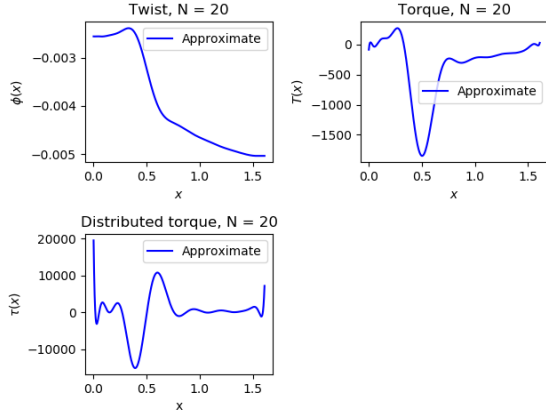 Twist, N = 20
Approximate
−0.003
−0.004
−0.005
ϕ(x)
0.0 0.5 1.0 1.5
x
Torque, N = 20
Approximate
0
−500
−1000
−1500
T(x)
0.0 0.5 1.0 1.5
x
Distributed torque, N = 20
Approximate
20000
10000
0
−10000
τ(x)
0.0 0.5 1.0 1.5
x